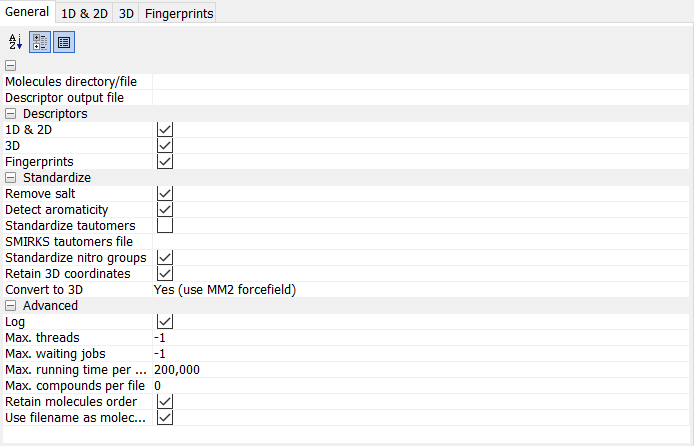 General 1D & 2D 3D Fingerprints
Molecules directory/file
Descriptor output file
Descriptors
1D & 2D
3D
Fingerprints
Standardize
Remove salt
Detect aromaticity
Standardize tautomers
SMIRKS tautomers file
Standardize nitro groups
Retain 3D coordinates
Convert to 3D Yes (use MM2 forcefield)
Advanced
Log
Max. threads -1
Max. waiting jobs -1
Max. running time per ... 200,000
Max. compounds per file 0
Retain molecules order
Use filename as molec...